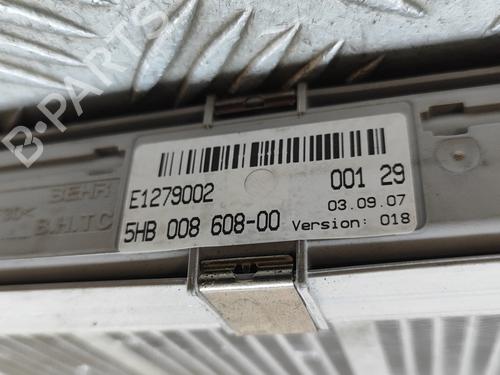 B-PARTS
BEHR
B.H.T.C
E1279002 001 29
03.09.07
5HB 008 608-00 Version: 018